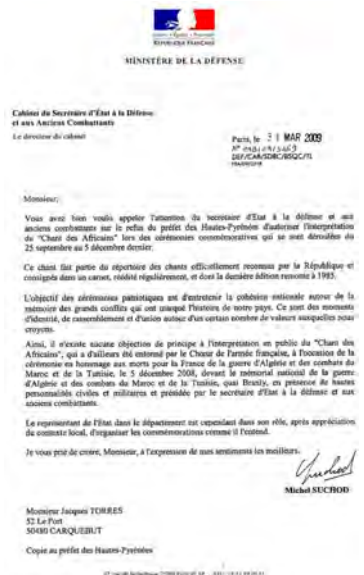 RÉPUBLIQUE FRANÇAISE
MINISTÈRE DE LA DÉFENSE
Cabinet du Secrétaire d'État à la Défense
et aux Anciens Combattants
Le directeur du cabinet
Paris, le 31 MAR 2009
N°
DEF/CAB/SDBC/BSQC/TL
Monsieur,
Vous avez bien voulu appeler l'attention du secrétaire d'État à la défense et aux
anciens combattants sur le refus du préfet des Hautes-Pyrénées d'autoriser l'interprétation
du "Chant des Africains" lors des cérémonies commémoratives qui se sont déroulées du
25 septembre au 5 décembre dernier.
Ce chant fait partie du répertoire des chants officiellement reconnus par la République et
consignés dans un carnet, réédité régulièrement, et dont la dernière édition remonte à 1985.
L'objectif des cérémonies patriotiques est d'entretenir la cohésion nationale autour de la
mémoire des grands conflits qui ont marqué l'histoire de notre pays. Ce sont des moments
d'identité, de rassemblement et d'union autour d'un certain nombre de valeurs auxquelles nous
croyons.
Ainsi, il n'existe aucune objection de principe à l'interprétation en public du "Chant des
Africains", qui a d'ailleurs été entonné par le Choeur de l'armée française, à l'occasion de la
cérémonie en hommage aux morts pour la France de la guerre d'Algérie et des combats du
Maroc et de la Tunisie, le 5 décembre 2008, devant le mémorial national de la guerre
d'Algérie et des combats du Maroc et de la Tunisie, quai Branly, en présence de hautes
personnalités civiles et militaires et présidée par le secrétaire d'État à la défense et aux
anciens combattants.
Le représentant de l'État dans le département est cependant dans son rôle, après appréciation
du contexte local, d'organiser les commémorations comme il l'entend.
Je vous prie de croire, Monsieur, à l'expression de mes sentiments les meilleurs.
Michel SUCHOD
Monsieur Jacques TORRES
52 Le Port
50480 CARQUEBUT
Copie au préfet des Hautes-Pyrénées